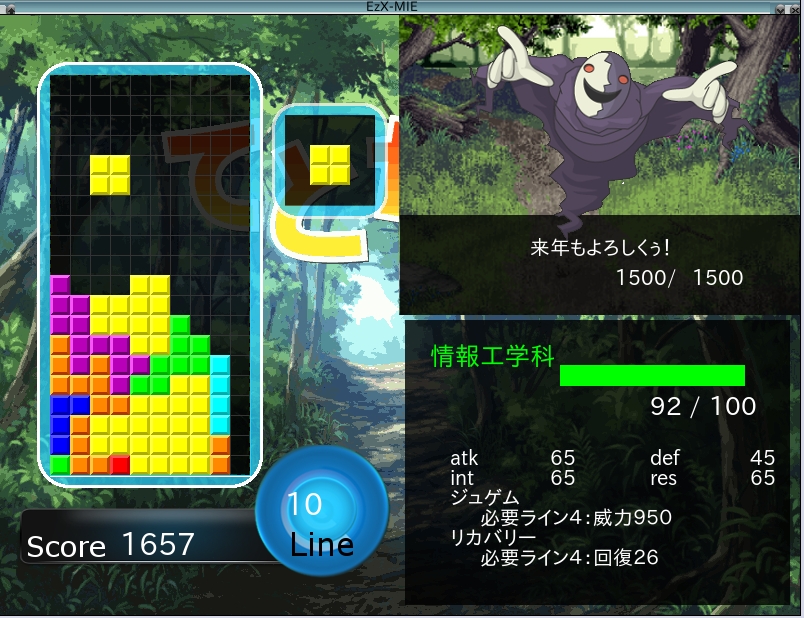 EzX-MIE
来年もよろしくぅ!
1500/ 1500
情報工学科
92 / 100
atk 65 def 45
int 65 res 65
ジュゲム
必要ライン4:威力950
リカバリー
必要ライン4:回復26
10
Line
Score 1657